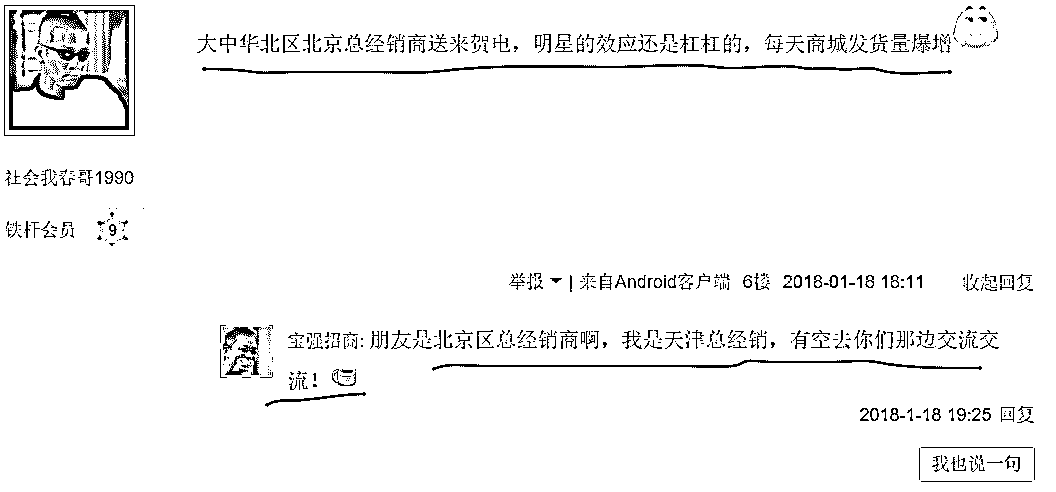 大中华北区北京总经销商送来贺电，明星的效应还是杠杠的，每天商城发货量爆增
社会我春哥1990
铁杆会员 9
举报 | 来自Android客户端 6楼 2018-01-18 18:11 收起回复
宝强招商: 朋友是北京区总经销商啊，我是天津总经销，有空去你们那边交流交
流！
2018-1-18 19:25 回复
我也说一句